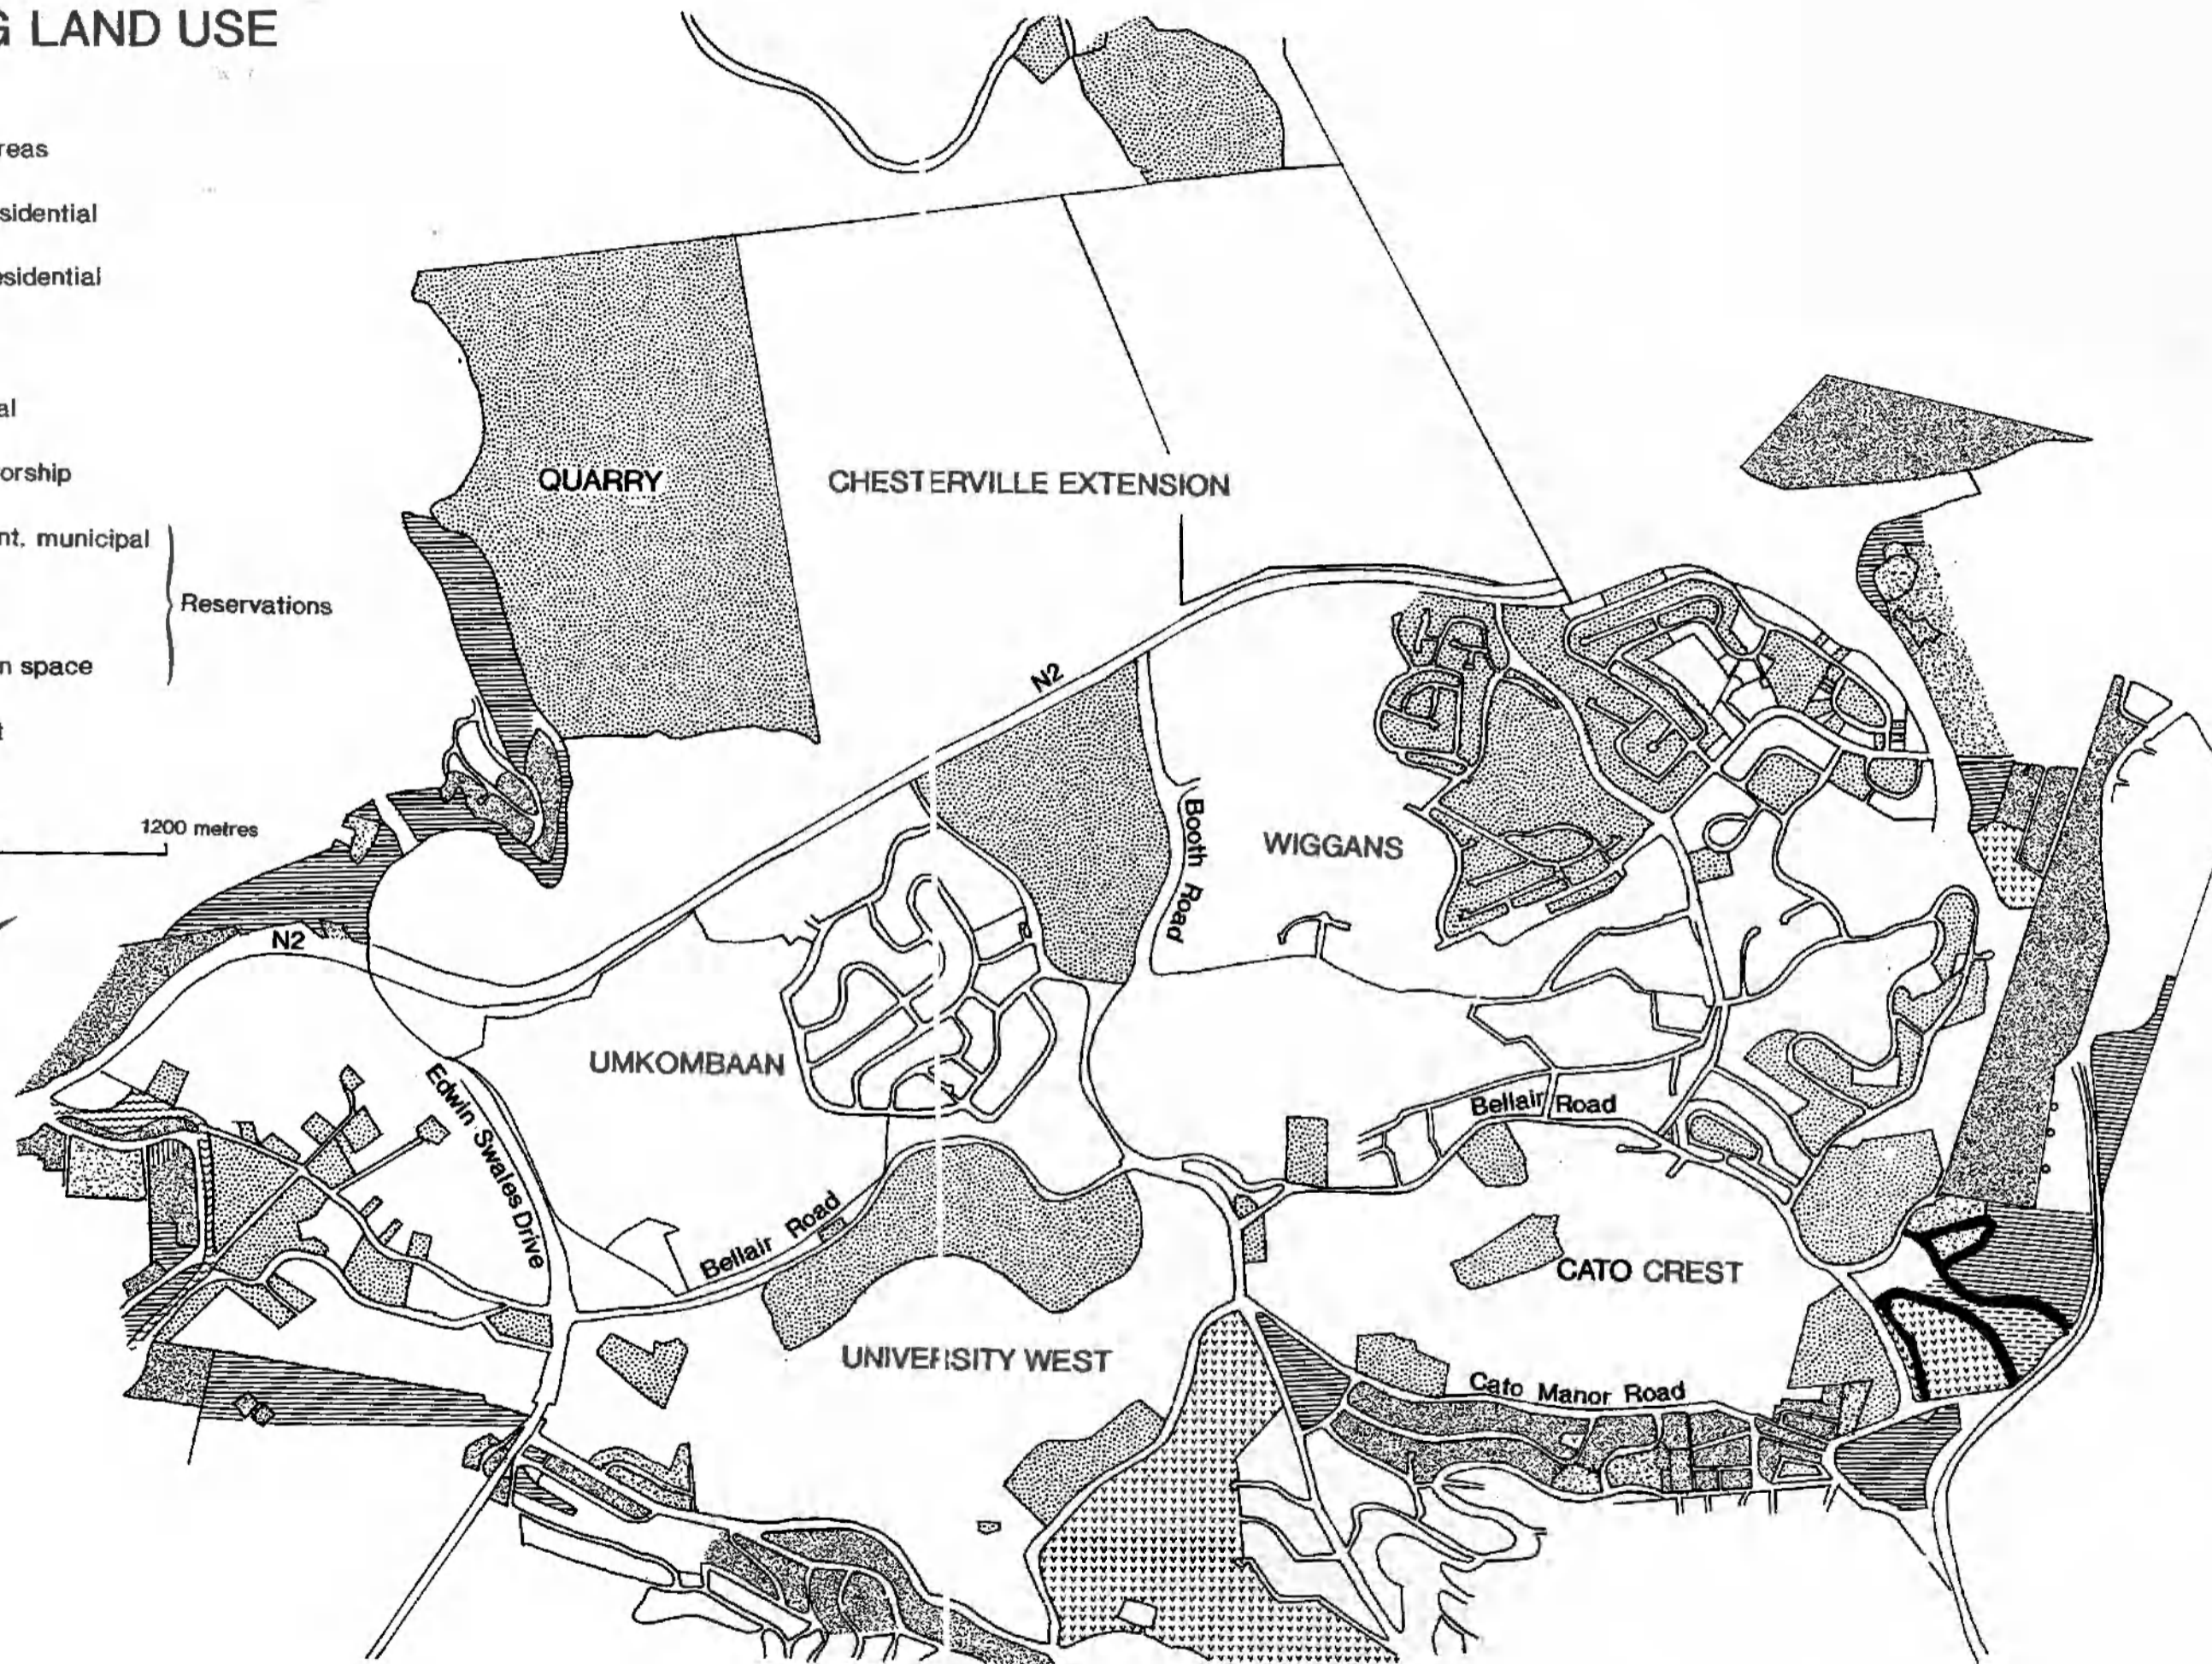 G LAND USE
reas
sidential
esidential
al
orship
nt. municipal
Reservations
n space
t
1200 metres
QUARRY
CHESTERVILLE EXTENSION
N2
Booth Road
WIGGANS
N2
UMKOMBAAN
Edwin Swales Drive
Bellair Road
Bellair Road
CATO CREST
UNIVERSITY WEST
Cato Manor Road